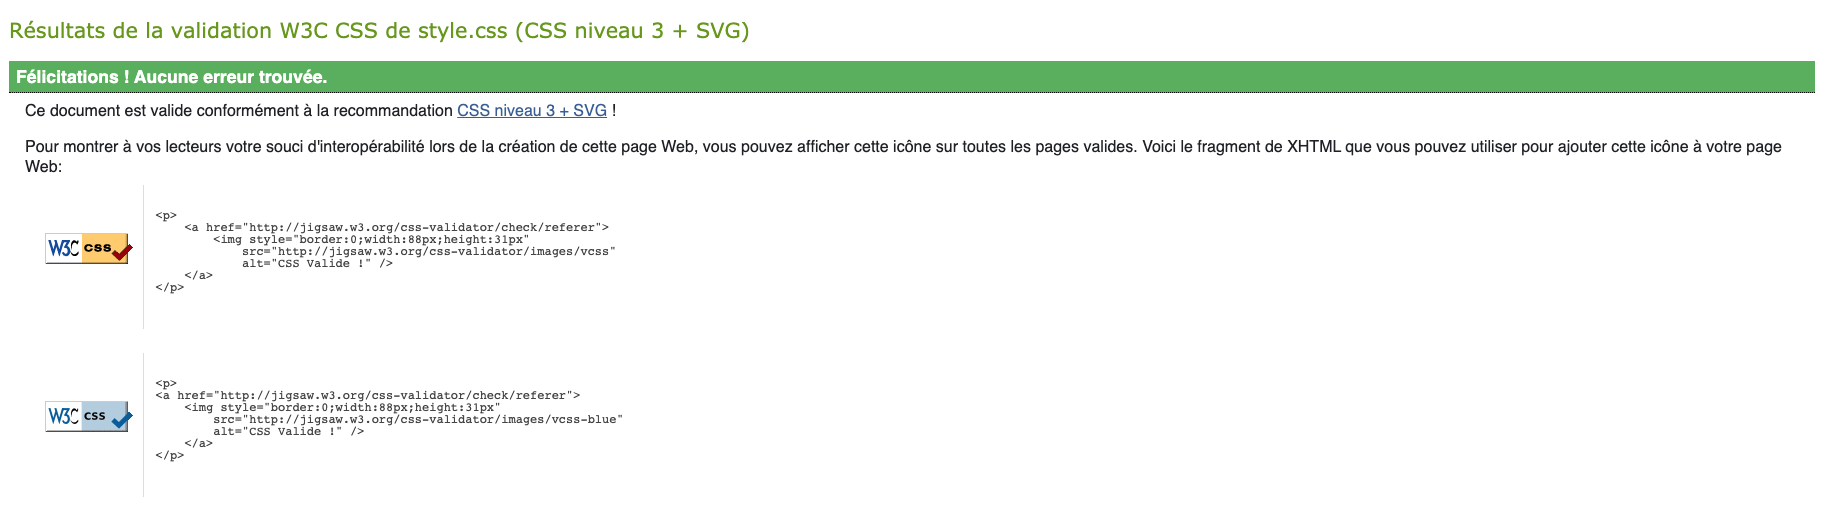 Résultats de la validation W3C CSS de style.css (CSS niveau 3 + SVG)
Félicitations ! Aucune erreur trouvée.
Ce document est valide conformément à la recommandation CSS niveau 3 + SVG !
Pour montrer à vos lecteurs votre souci d'interopérabilité lors de la création de cette page Web, vous pouvez afficher cette icône sur toutes les pages valides. Voici le fragment de XHTML que vous pouvez utiliser pour ajouter cette icône à votre page
Web:
W3C css
<p>
    <a href="http://jigsaw.w3.org/css-validator/check/referer">
        <img style="border:0;width:88px;height:31px"
            src="http://jigsaw.w3.org/css-validator/images/vcss"
            alt="CSS Valide !" />
    </a>
</p>
W3C css
<p>
<a href="http://jigsaw.w3.org/css-validator/check/referer">
    <img style="border:0;width:88px;height:31px"
        src="http://jigsaw.w3.org/css-validator/images/vcss-blue"
        alt="CSS Valide !" />
    </a>
</p>